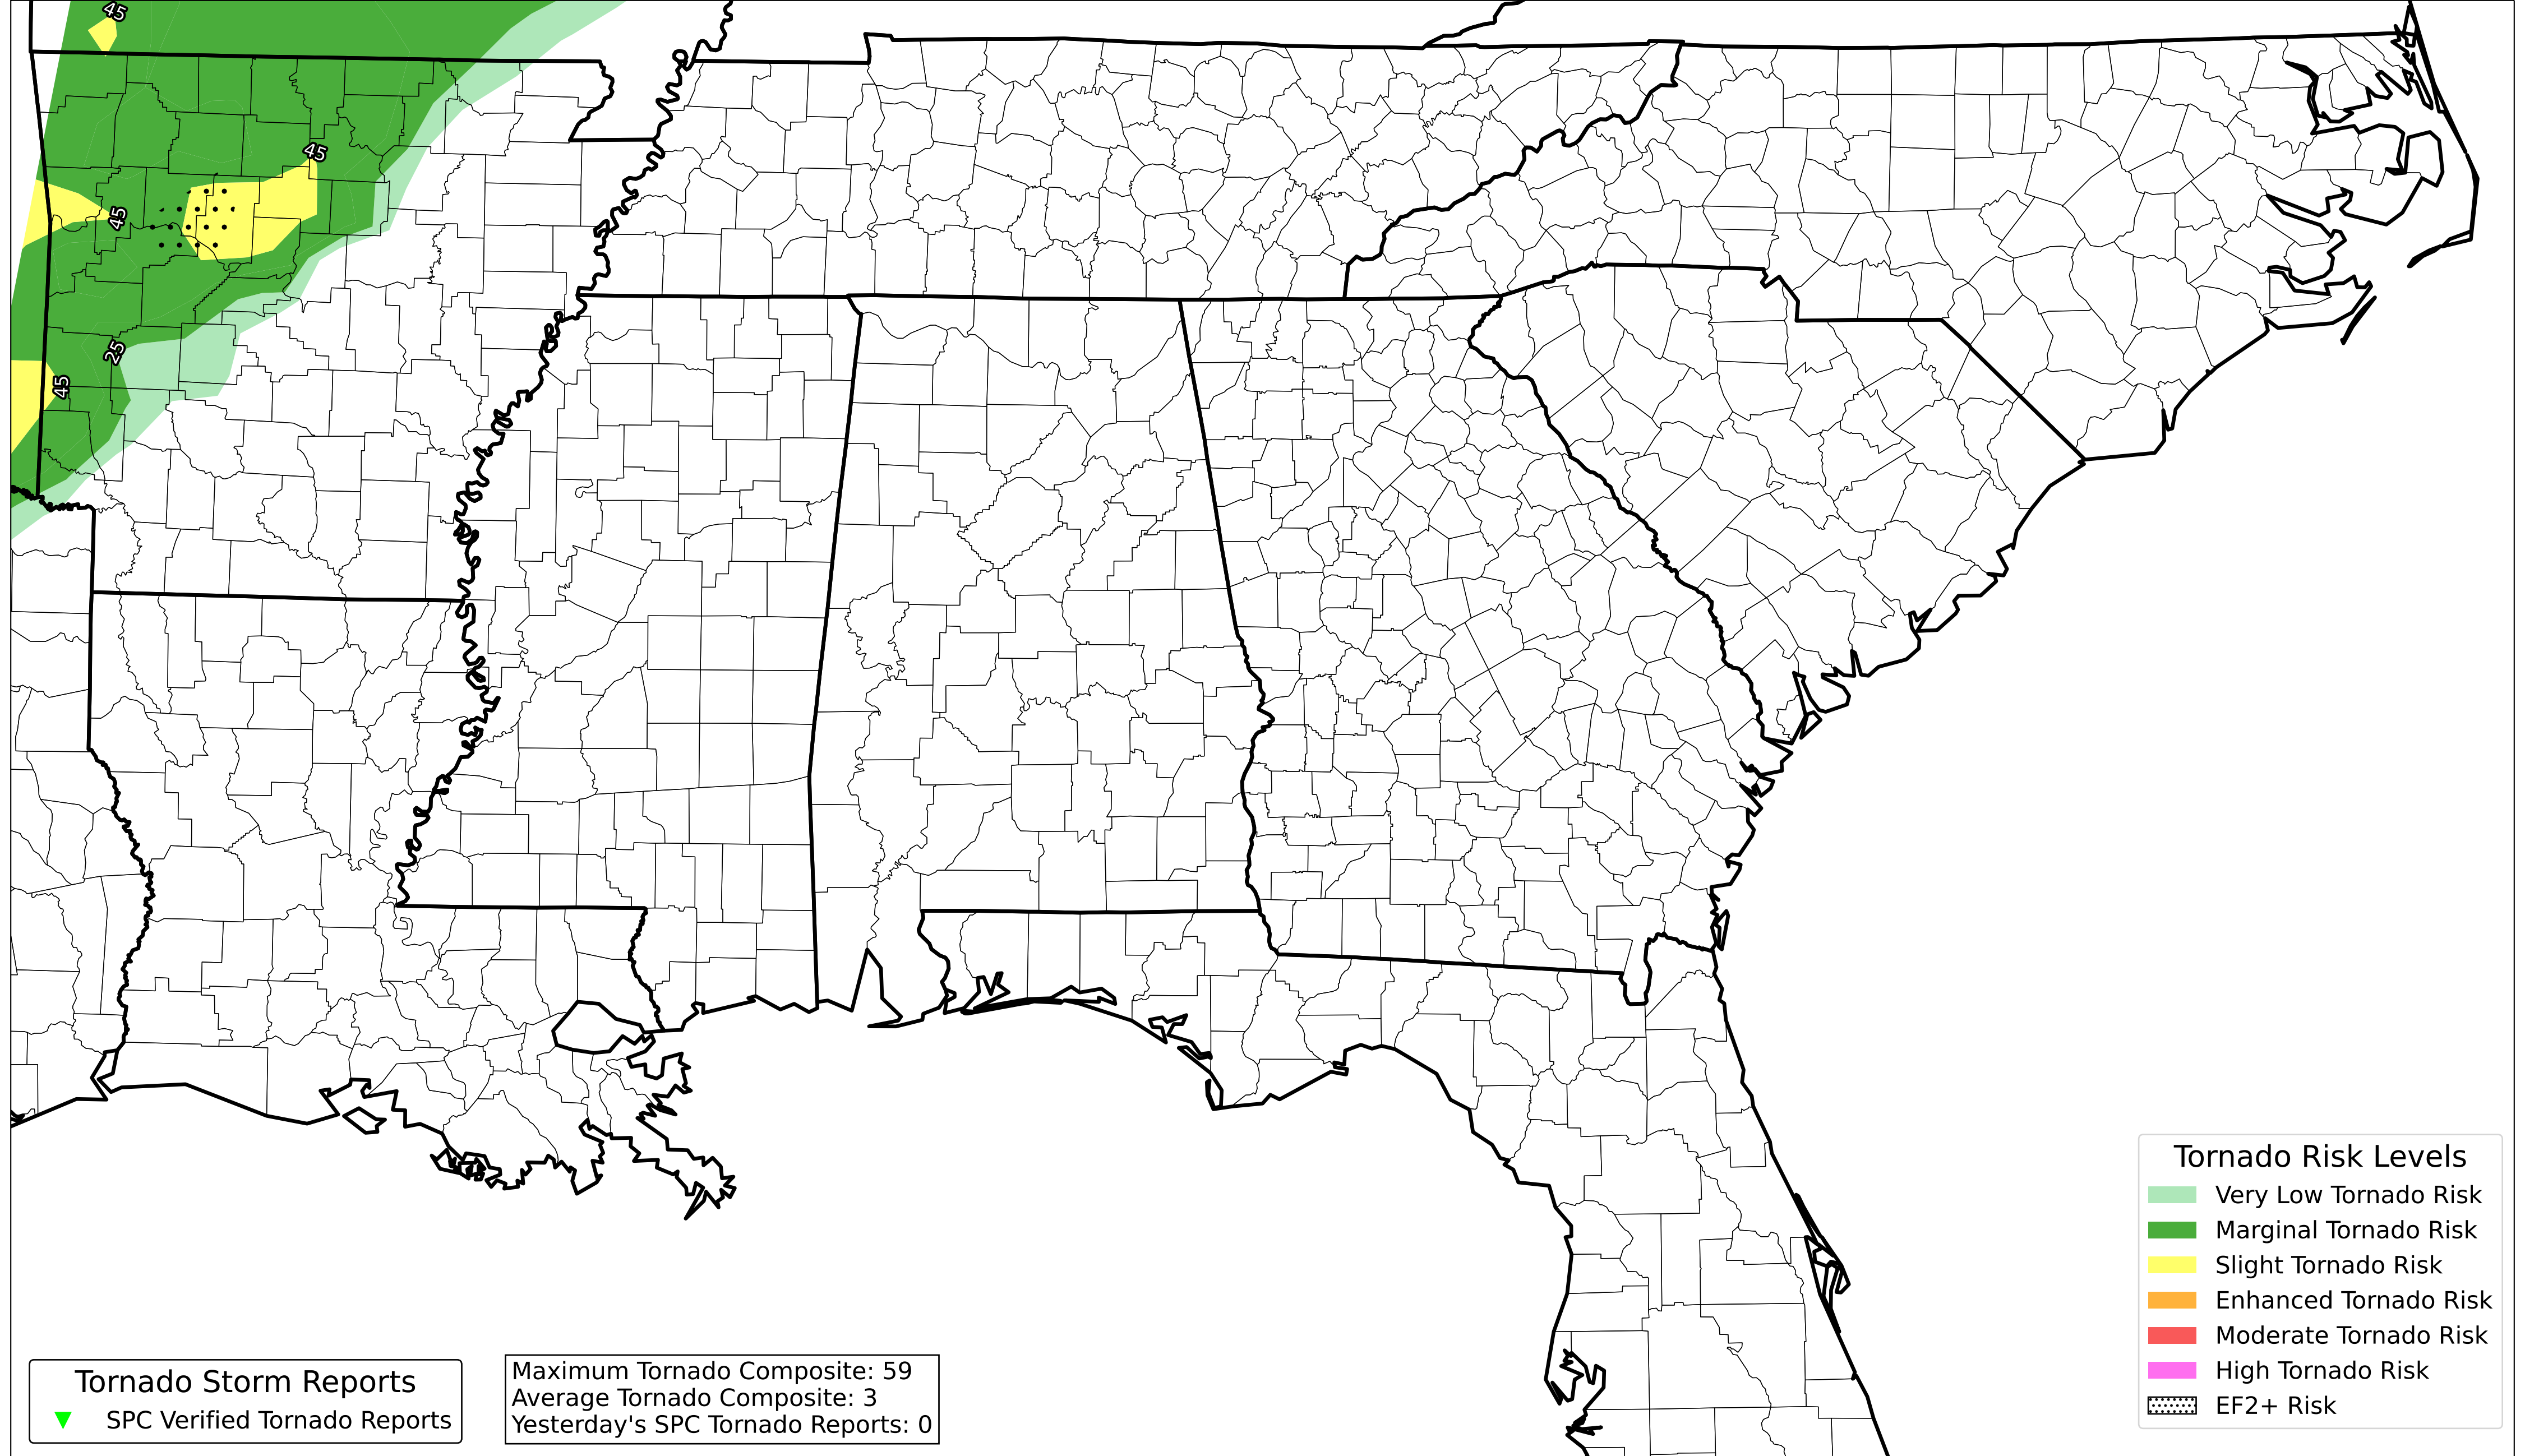 45
45
45
25
45
Tornado Risk Levels
Very Low Tornado Risk
Marginal Tornado Risk
Slight Tornado Risk
Enhanced Tornado Risk
Moderate Tornado Risk
High Tornado Risk
EF2+ Risk
Tornado Storm Reports
SPC Verified Tornado Reports
Maximum Tornado Composite: 59
Average Tornado Composite: 3
Yesterday's SPC Tornado Reports: 0